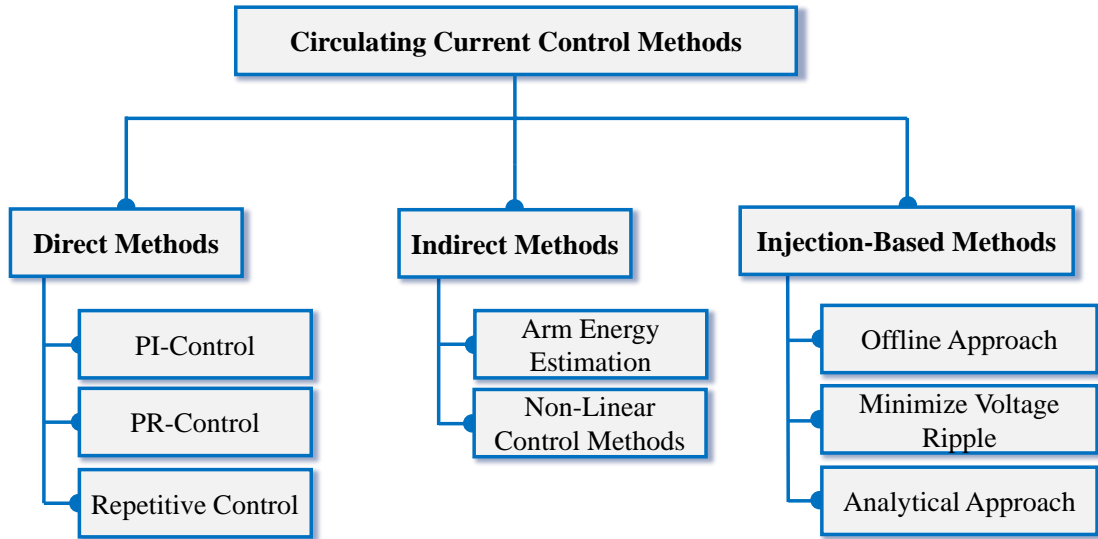 Circulating Current Control Methods
Direct Methods
PI-Control
PR-Control
Repetitive Control
Indirect Methods
Arm Energy
Estimation
Non-Linear
Control Methods
Injection-Based Methods
Offline Approach
Minimize Voltage
Ripple
Analytical Approach